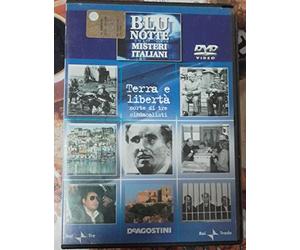 BLU
NOTTE
MISTERI
ITALIANI
DVD
VIDEO
Terra e
libertà
morte di tre
sindacalisti
DEAGOSTINI
Rai Tre
Rai Trade